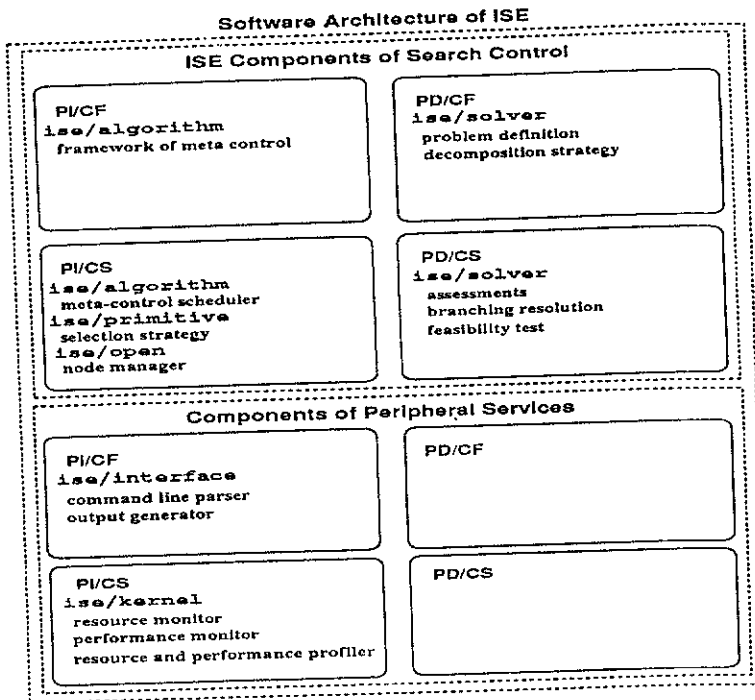 Software Architecture of ISE
ISE Components of Search Control
PI/CF
ise/algorithm
framework of meta control
PD/CF
ise/solver
problem definition
decomposition strategy
PI/CS
ise/algorithm
meta-control scheduler
ise/primitive
selection strategy
ise/open
node manager
PD/CS
ise/solver
assessments
branching resolution
feasibility test
Components of Peripheral Services
PI/CF
ise/interface
command line parser
output generator
PD/CF
PI/CS
ise/kernel
resource monitor
performance monitor
resource and performance profiler
PD/CS